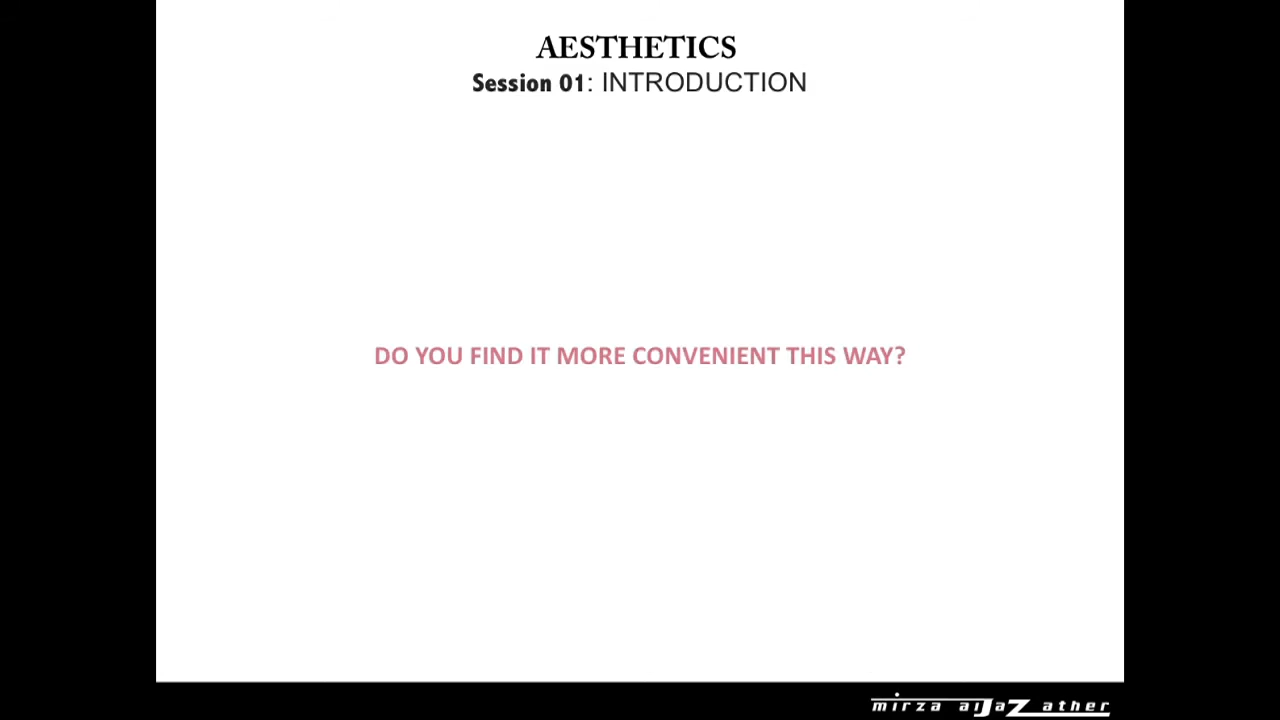 AESTHETICS
Session 01: INTRODUCTION
DO YOU FIND IT MORE CONVENIENT THIS WAY?
mirza aijaz ather